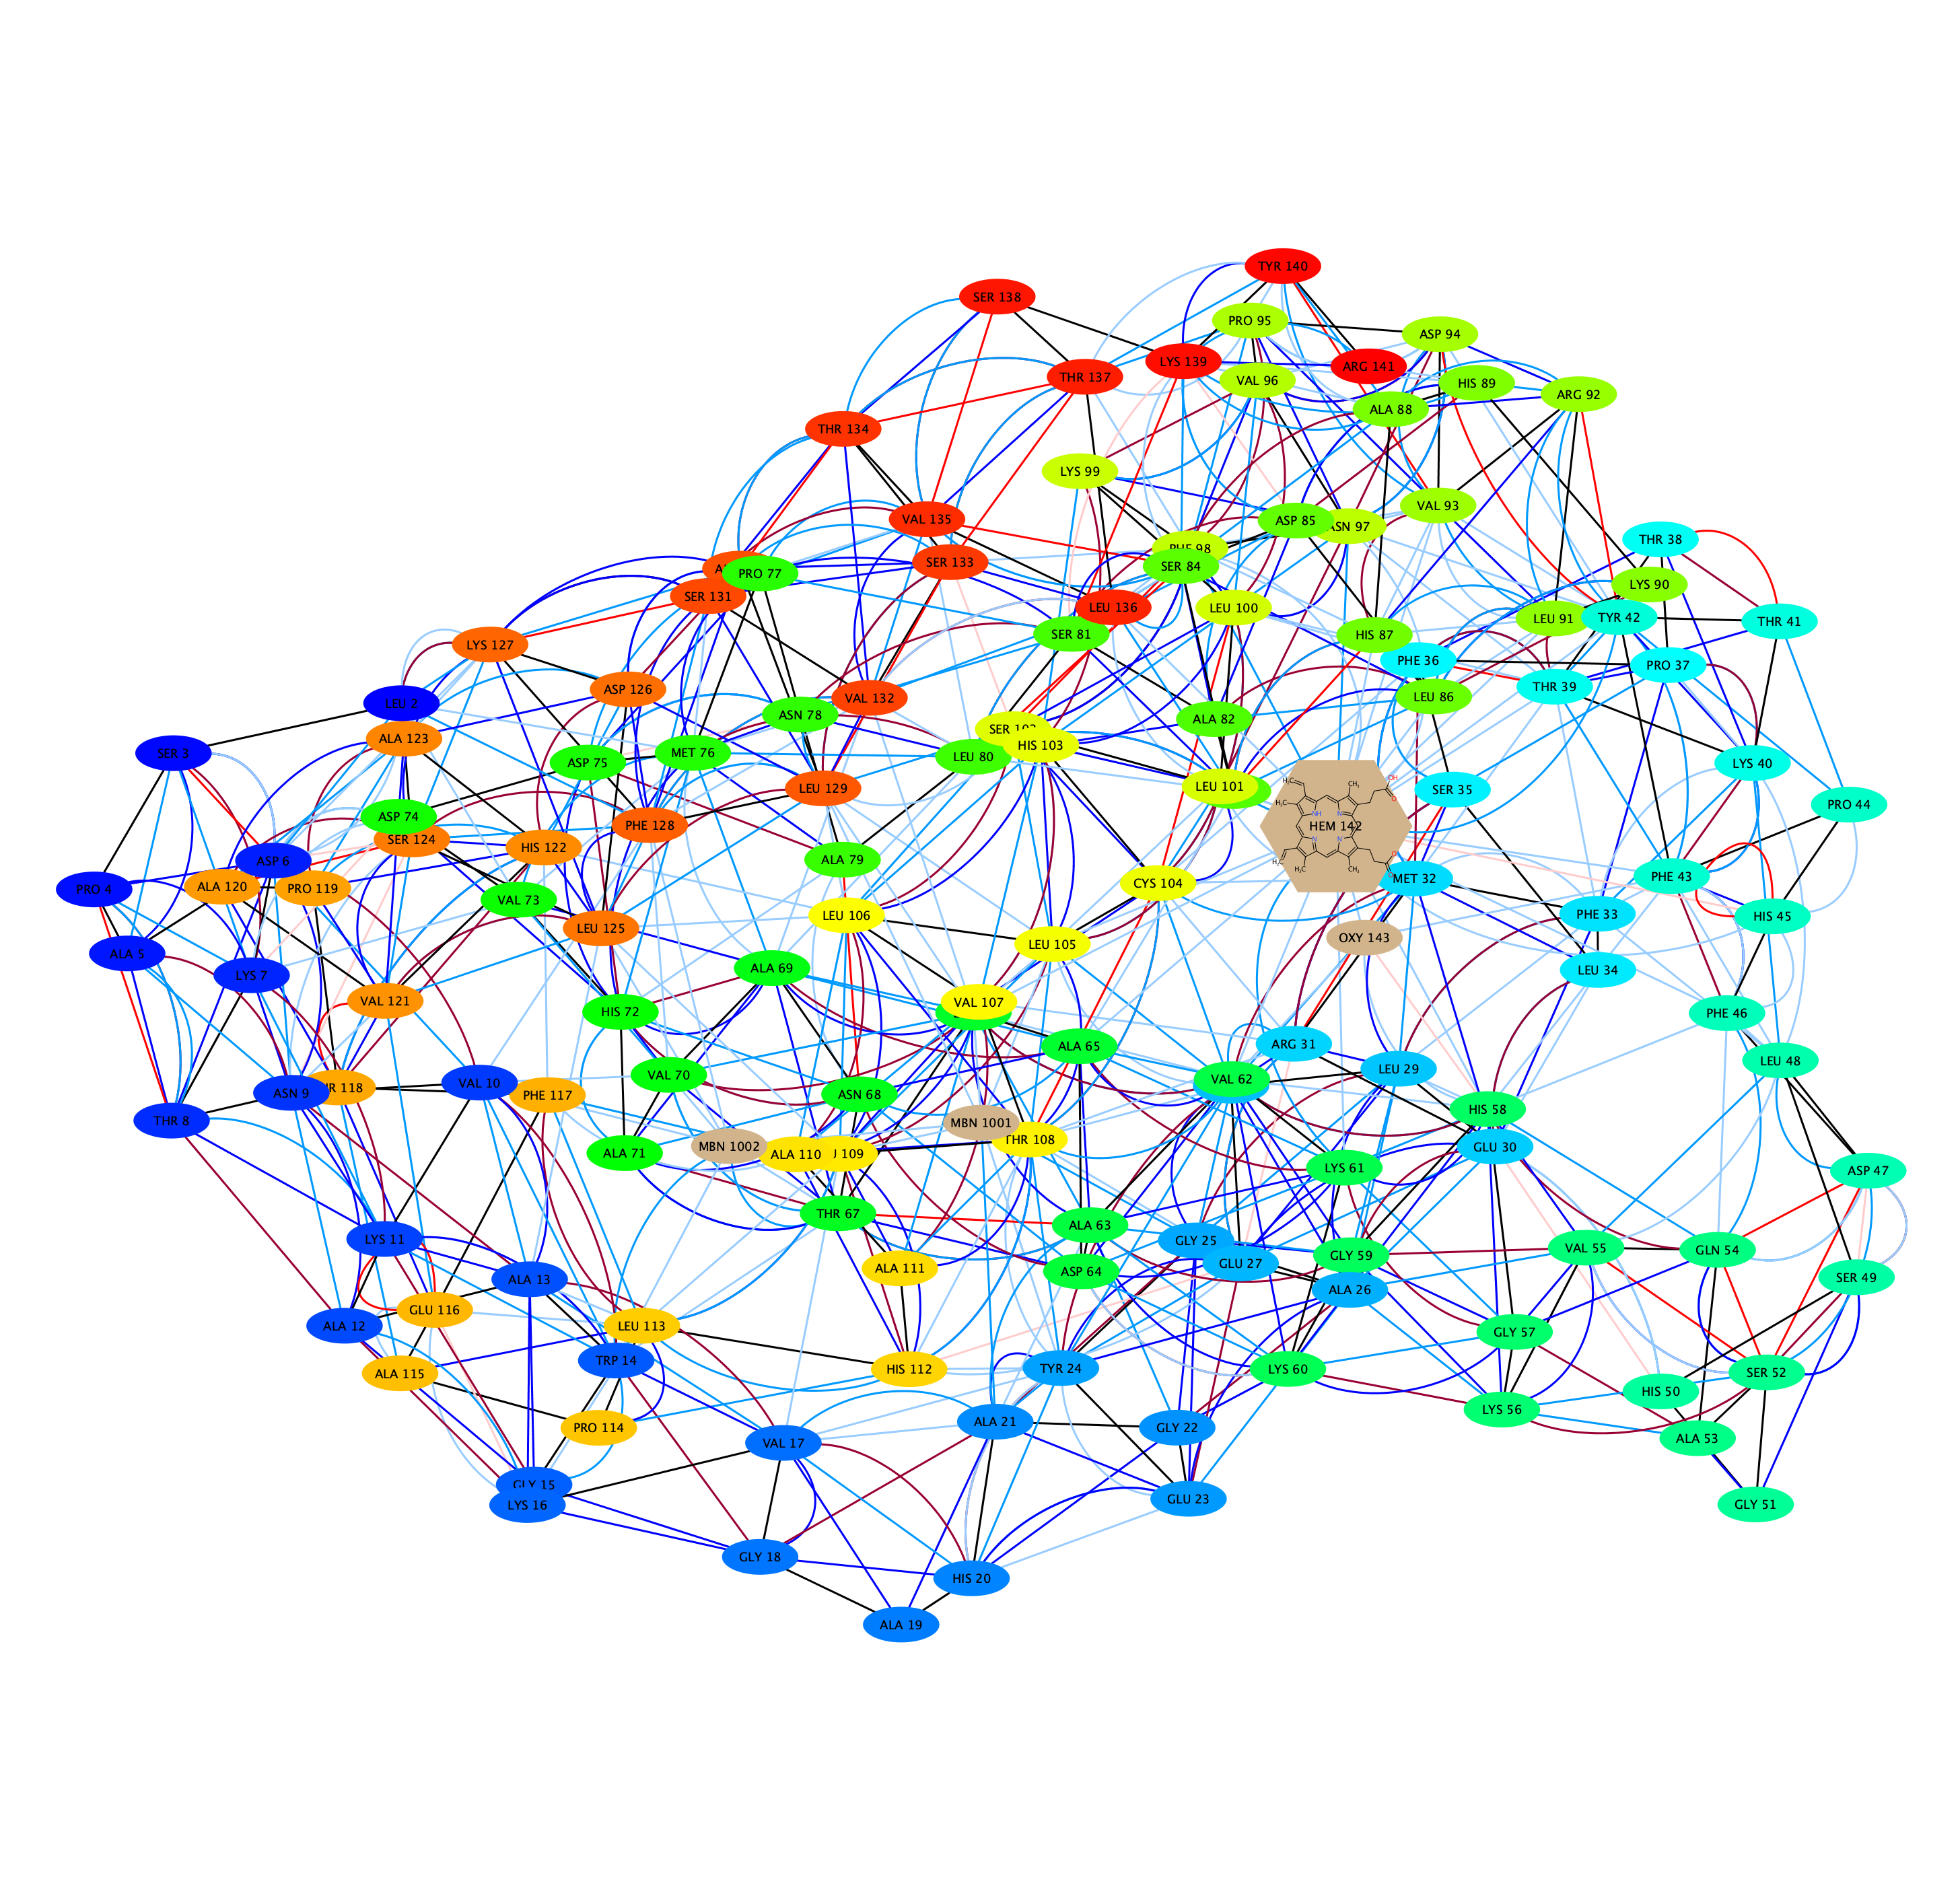 TYR 140
SER 138
PRO 95
ASP 94
LYS 139
ARG 141
THR 137
VAL 96
HIS 89
ARG 92
ALA 88
THR 134
LYS 99
VAL 93
VAL 135
ASP 85
ASN 97
THR 38
PHE 98
SER 133
SER 84
PRO 77
LYS 90
SER 131
LEU 136
LEU 100
LEU 91
TYR 42
THR 41
SER 81
HIS 87
LYS 127
PHE 36
PRO 37
ASP 126
THR 39
LEU 2
VAL 132
LEU 86
ASN 78
ALA 82
ALA 123
SER 3
MET 76
HIS 103
LEU 80
ASP 75
LYS 40
LEU 129
LEU 101
SER 35
H₃C
CH₃
OH
O
H₃C
NH
N
N
N
HEM 142
O
H₃C
H₃C
CH₃
PRO 44
ASP 74
PHE 128
SER 124
HIS 122
ALA 79
ASP 6
PRO 4
ALA 120
PRO 119
CYS 104
MET 32
PHE 43
VAL 73
LEU 106
PHE 33
HIS 45
LEU 125
OXY 143
LEU 105
ALA 5
LYS 7
ALA 69
LEU 34
VAL 121
VAL 107
HIS 72
PHE 46
ALA 65
ARG 31
LEU 48
VAL 70
LEU 29
VAL 62
VAL 10
ASN 9
118
PHE 117
ASN 68
HIS 58
THR 8
MBN 1001
THR 108
MBN 1002
GLU 30
ALA 71
ALA 110
109
LYS 61
ASP 47
THR 67
ALA 63
LYS 11
GLY 25
VAL 55
GLN 54
GLY 59
GLU 27
ALA 111
ASP 64
ALA 13
SER 49
ALA 26
GLU 116
ALA 12
LEU 113
GLY 57
TRP 14
HIS 112
TYR 24
LYS 60
ALA 115
SER 52
HIS 50
LYS 56
ALA 21
PRO 114
GLY 22
VAL 17
ALA 53
GLY 15
LYS 16
GLU 23
GLY 51
GLY 18
HIS 20
ALA 19